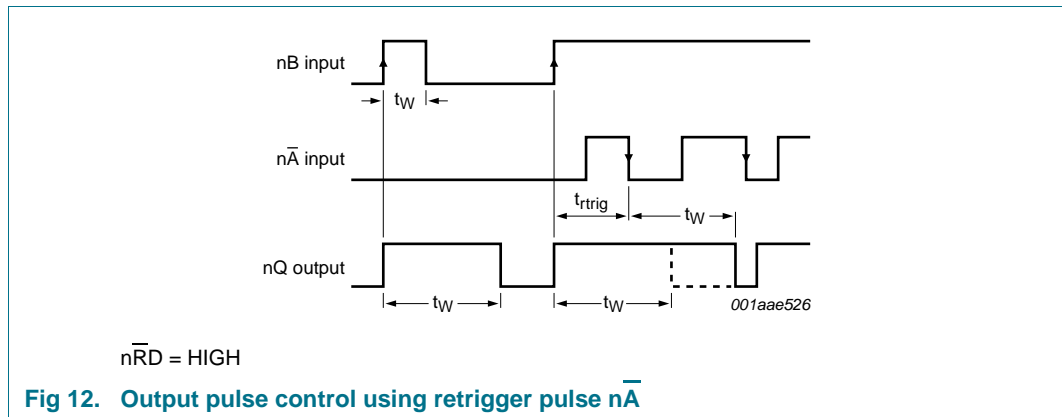 nB input
tW
nA̅ input
trtrig
tW
nQ output
tW
tW
001aae526
nR̅D = HIGH
Fig 12. Output pulse control using retrigger pulse nA̅